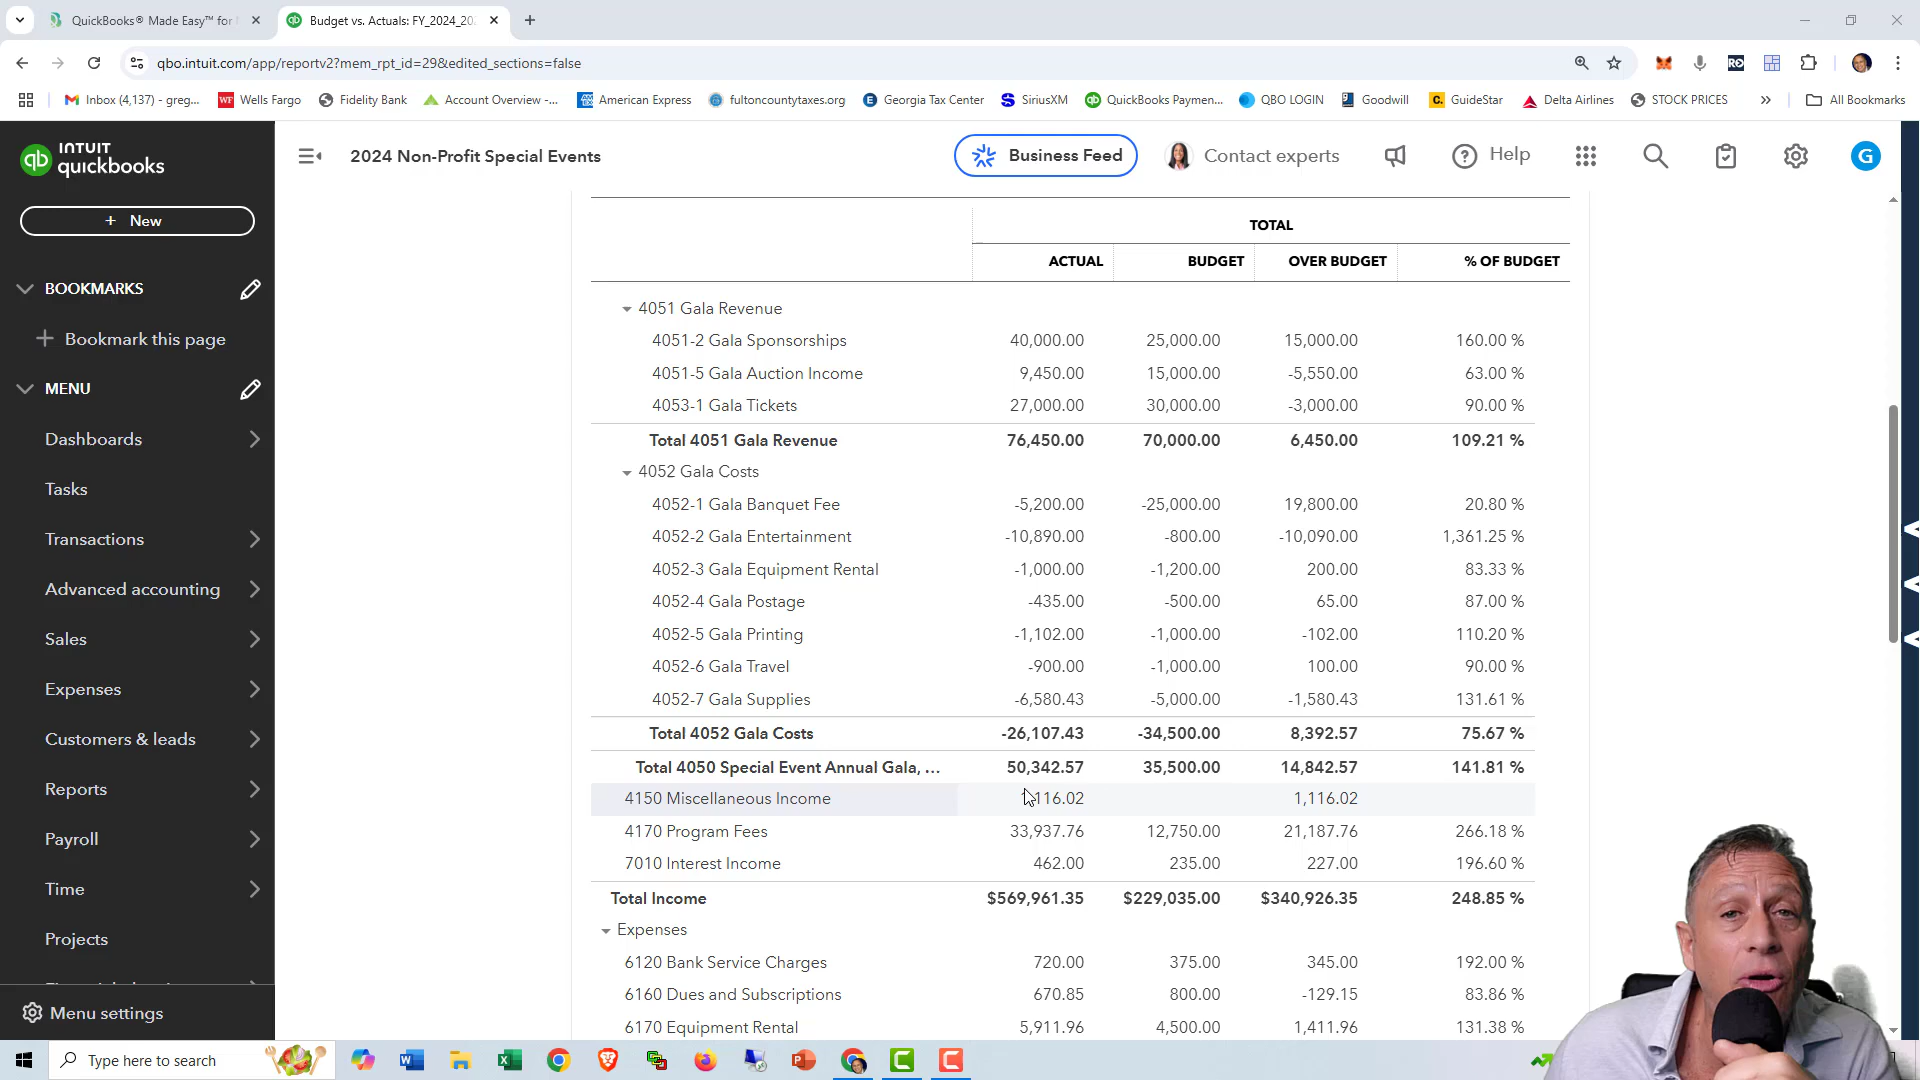 QuickBooks® Made Easy™ for
Budget vs. Actuals: FY_2024_20
qbo.intuit.com/app/reportv2?mem_rpt_id=29&edited_sections=false
Inbox (4,137) - greg...
Wells Fargo
Fidelity Bank
Account Overview -...
American Express
fultoncountytaxes.org
Georgia Tax Center
SiriusXM
QuickBooks Paymen...
QBO LOGIN
Goodwill
GuideStar
Delta Airlines
STOCK PRICES
All Bookmarks
INTUIT
quickbooks
2024 Non-Profit Special Events
Business Feed
Contact experts
Help
G
+ New
BOOKMARKS
Bookmark this page
MENU
Dashboards
Tasks
Transactions
Advanced accounting
Sales
Expenses
Customers & leads
Reports
Payroll
Time
Projects
Menu settings
TOTAL
ACTUAL BUDGET OVER BUDGET % OF BUDGET
4051 Gala Revenue
4051-2 Gala Sponsorships 40,000.00 25,000.00 15,000.00 160.00 %
4051-5 Gala Auction Income 9,450.00 15,000.00 -5,550.00 63.00 %
4053-1 Gala Tickets 27,000.00 30,000.00 -3,000.00 90.00 %
Total 4051 Gala Revenue 76,450.00 70,000.00 6,450.00 109.21 %
4052 Gala Costs
4052-1 Gala Banquet Fee -5,200.00 -25,000.00 19,800.00 20.80 %
4052-2 Gala Entertainment -10,890.00 -800.00 -10,090.00 1,361.25 %
4052-3 Gala Equipment Rental -1,000.00 -1,200.00 200.00 83.33 %
4052-4 Gala Postage -435.00 -500.00 65.00 87.00 %
4052-5 Gala Printing -1,102.00 -1,000.00 -102.00 110.20 %
4052-6 Gala Travel -900.00 -1,000.00 100.00 90.00 %
4052-7 Gala Supplies -6,580.43 -5,000.00 -1,580.43 131.61 %
Total 4052 Gala Costs -26,107.43 -34,500.00 8,392.57 75.67 %
Total 4050 Special Event Annual Gala, ... 50,342.57 35,500.00 14,842.57 141.81 %
4150 Miscellaneous Income 1,116.02 1,116.02
4170 Program Fees 33,937.76 12,750.00 21,187.76 266.18 %
7010 Interest Income 462.00 235.00 227.00 196.60 %
Total Income $569,961.35 $229,035.00 $340,926.35 248.85 %
Expenses
6120 Bank Service Charges 720.00 375.00 345.00 192.00 %
6160 Dues and Subscriptions 670.85 800.00 -129.15 83.86 %
6170 Equipment Rental 5,911.96 4,500.00 1,411.96 131.38 %
Type here to search